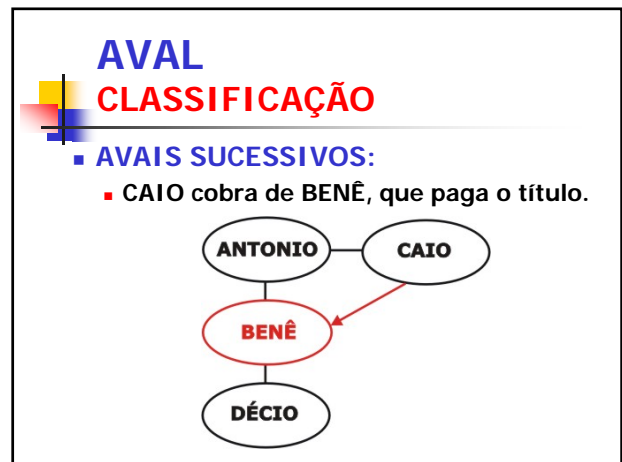 AVAL
CLASSIFICAÇÃO
AVAIS SUCESSIVOS:
CAIO cobra de BENÊ, que paga o título.
ANTONIO CAIO
BENÊ
DÉCIO